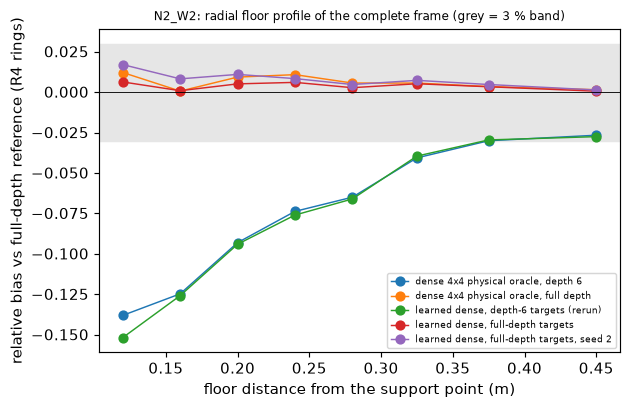 N2_W2: radial floor profile of the complete frame (grey = 3 % band)
relative bias vs full-depth reference (R4 rings)
0.025
0.000
−0.025
−0.050
−0.075
−0.100
−0.125
−0.150
dense 4x4 physical oracle, depth 6
dense 4x4 physical oracle, full depth
learned dense, depth-6 targets (rerun)
learned dense, full-depth targets
learned dense, full-depth targets, seed 2
0.15 0.20 0.25 0.30 0.35 0.40 0.45
floor distance from the support point (m)